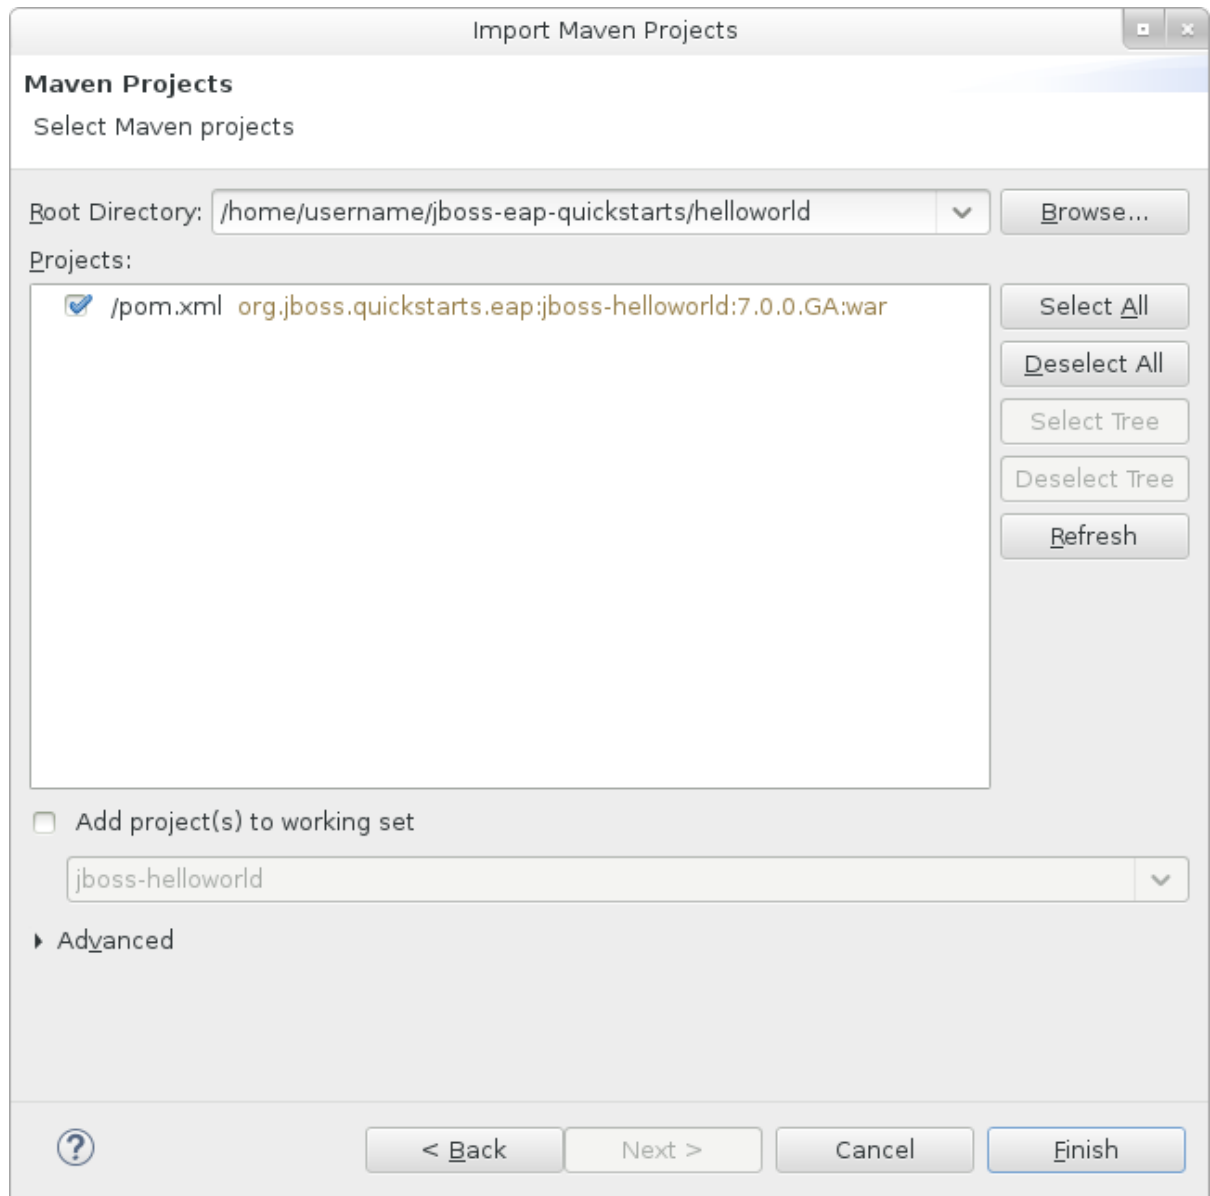 Import Maven Projects
Maven Projects
Select Maven projects
Root Directory: /home/username/jboss-eap-quickstarts/helloworld Browse...
Projects:
/pom.xml org.jboss.quickstarts.eap:jboss-helloworld:7.0.0.GA:war Select All
Deselect All
Select Tree
Deselect Tree
Refresh
Add project(s) to working set
jboss-helloworld
Advanced
? < Back Next > Cancel Finish